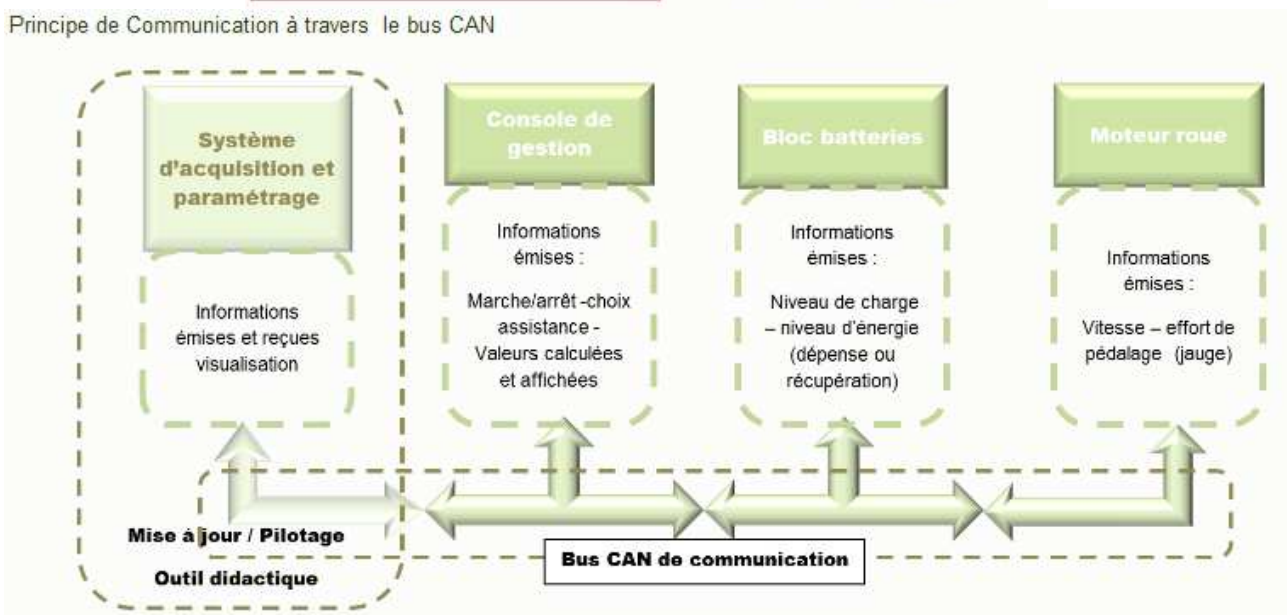 Principe de Communication à travers le bus CAN
Système
d'acquisition et
paramétrage
Informations
émises et reçues
visualisation
Mise à jour / Pilotage
Outil didactique
Console de
gestion
Informations
émises :
Marche/arrêt -choix
assistance -
Valeurs calculées
et affichées
Bloc batteries
Informations
émises :
Niveau de charge
– niveau d'énergie
(dépense ou
récupération)
Moteur roue
Informations
émises :
Vitesse – effort de
pédalage (jauge)
Bus CAN de communication